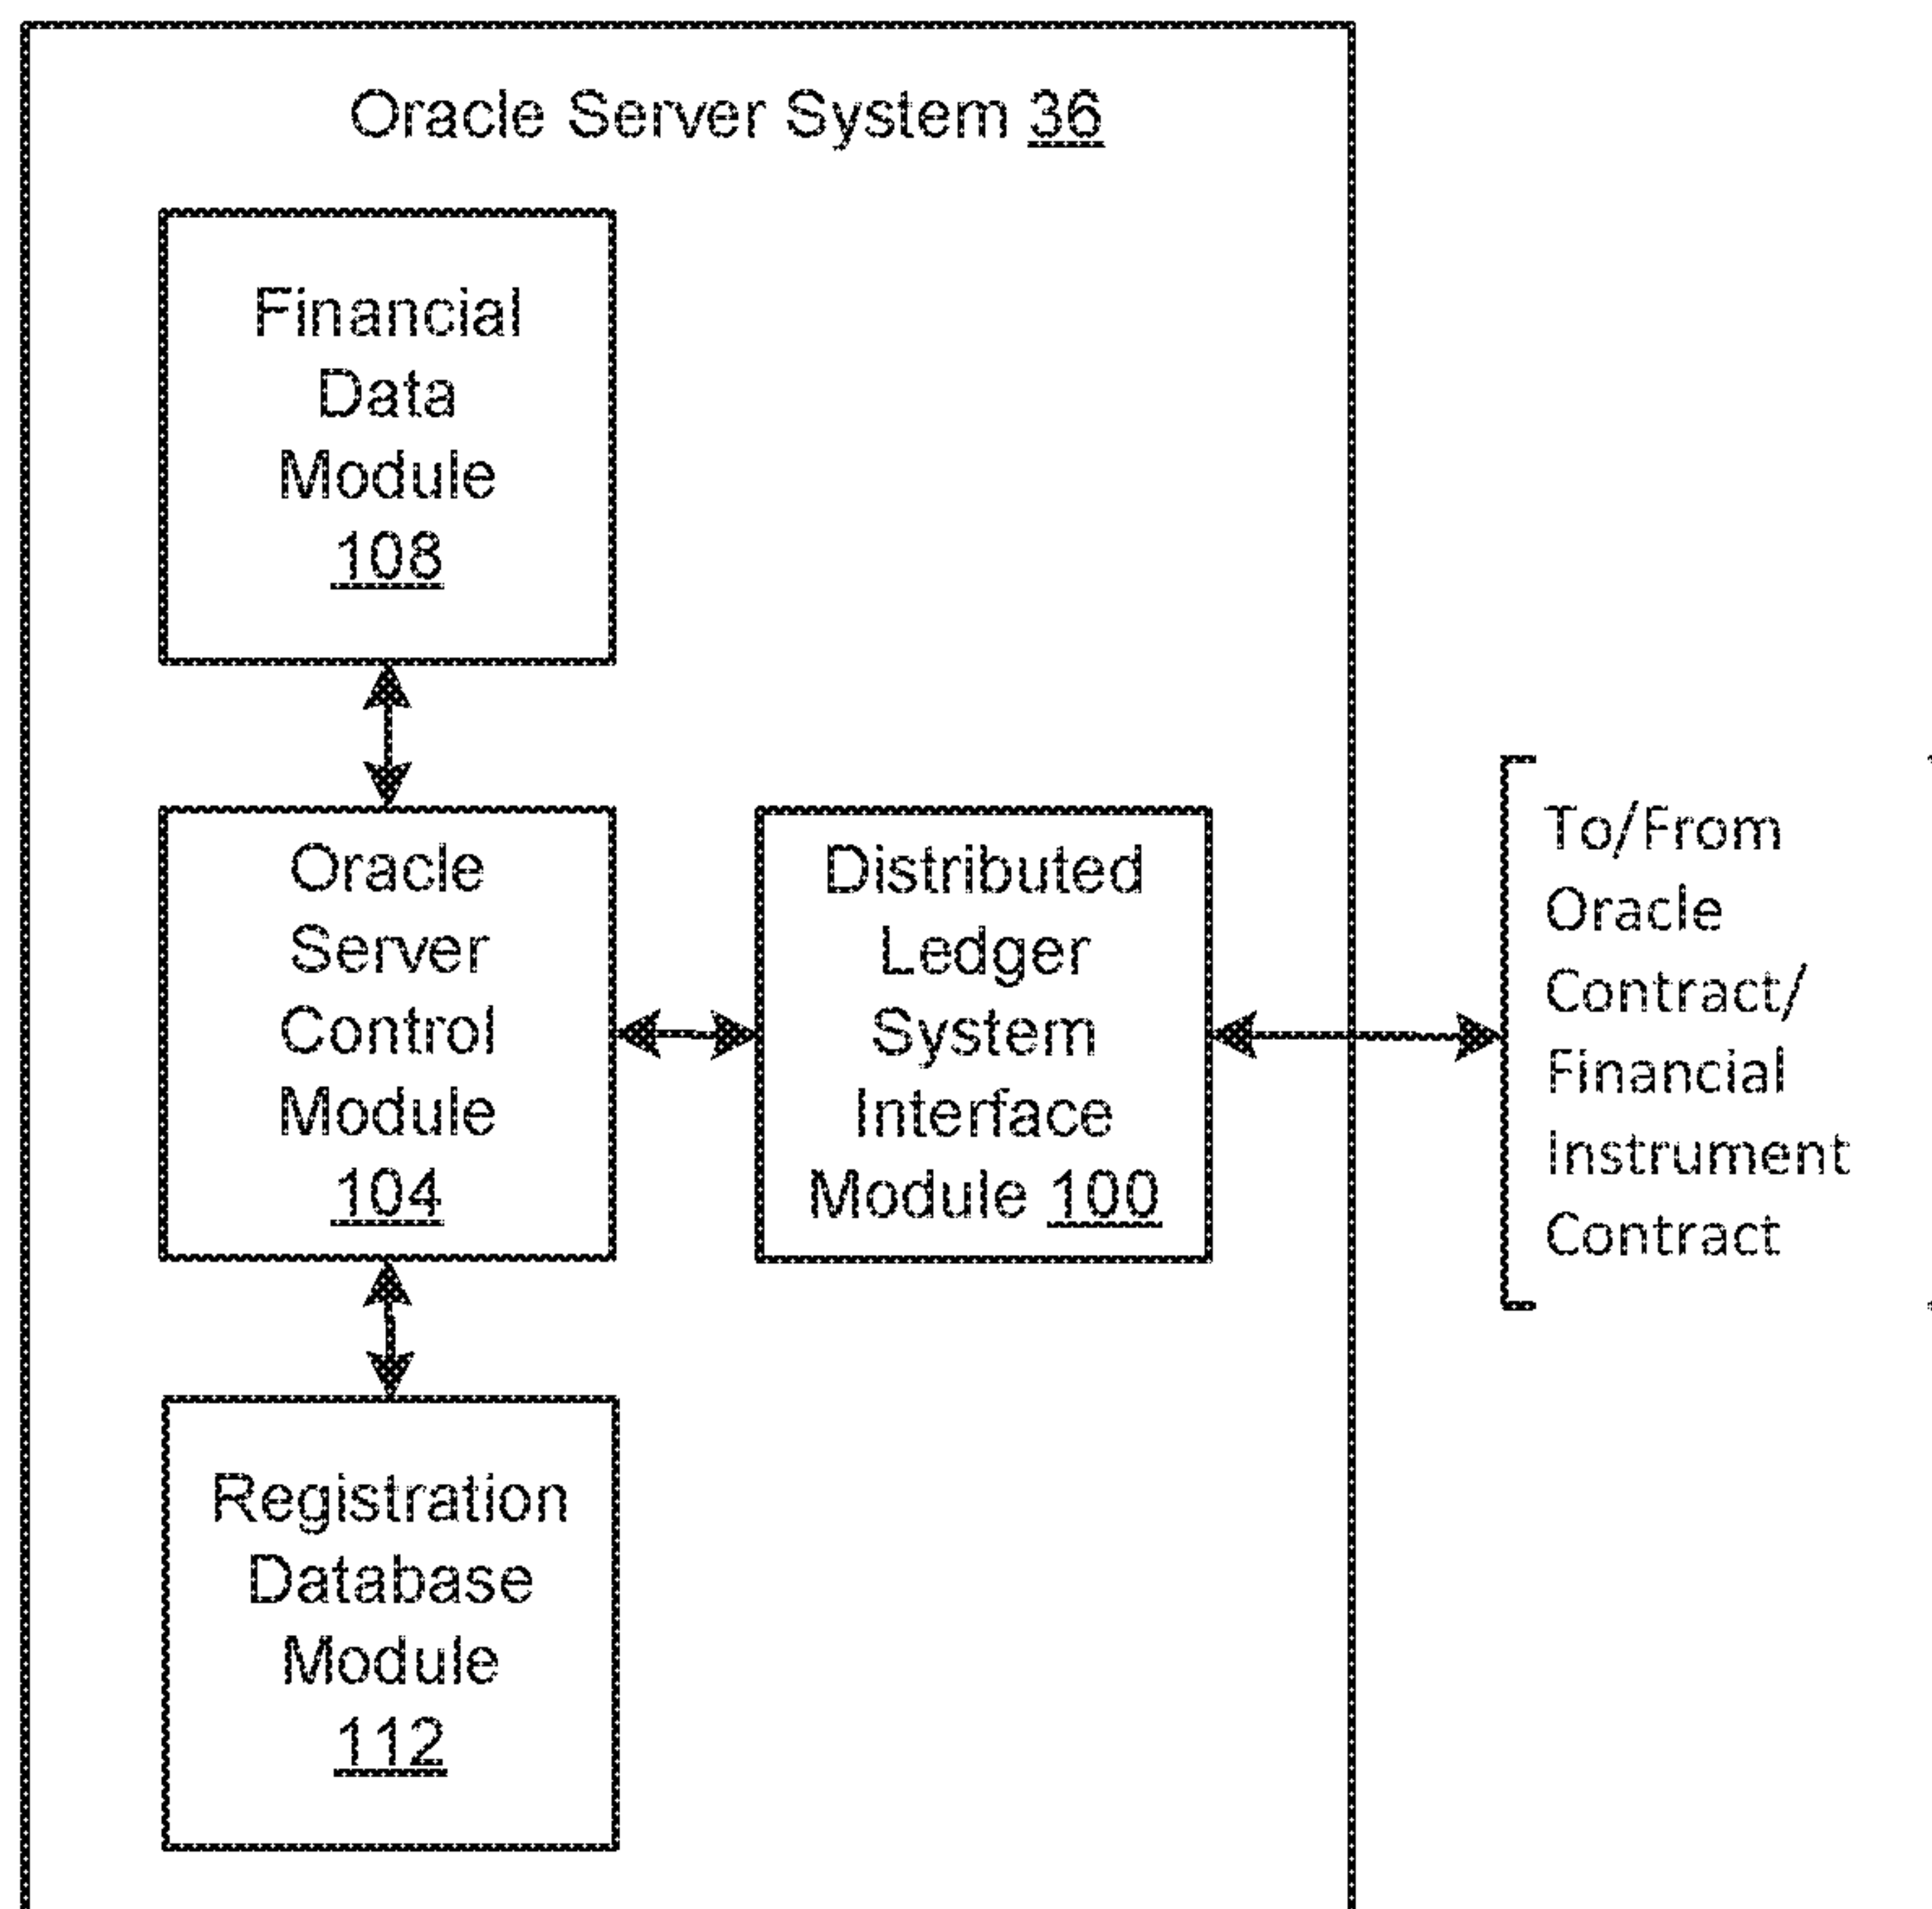 Oracle Server System 36
Financial
Data
Module
108
Oracle
Server
Control
Module
104
Distributed
Ledger
System
Interface
Module 100
To/From
Oracle
Contract/
Financial
Instrument
Contract
Registration
Database
Module
112